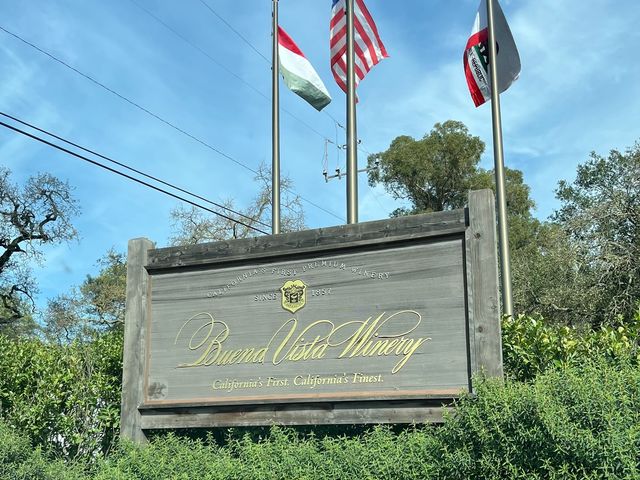 CALIFORNIA'S FIRST PREMIUM WINERY
SINCE 1857
Buena Vista Winery
California's First. California's Finest.